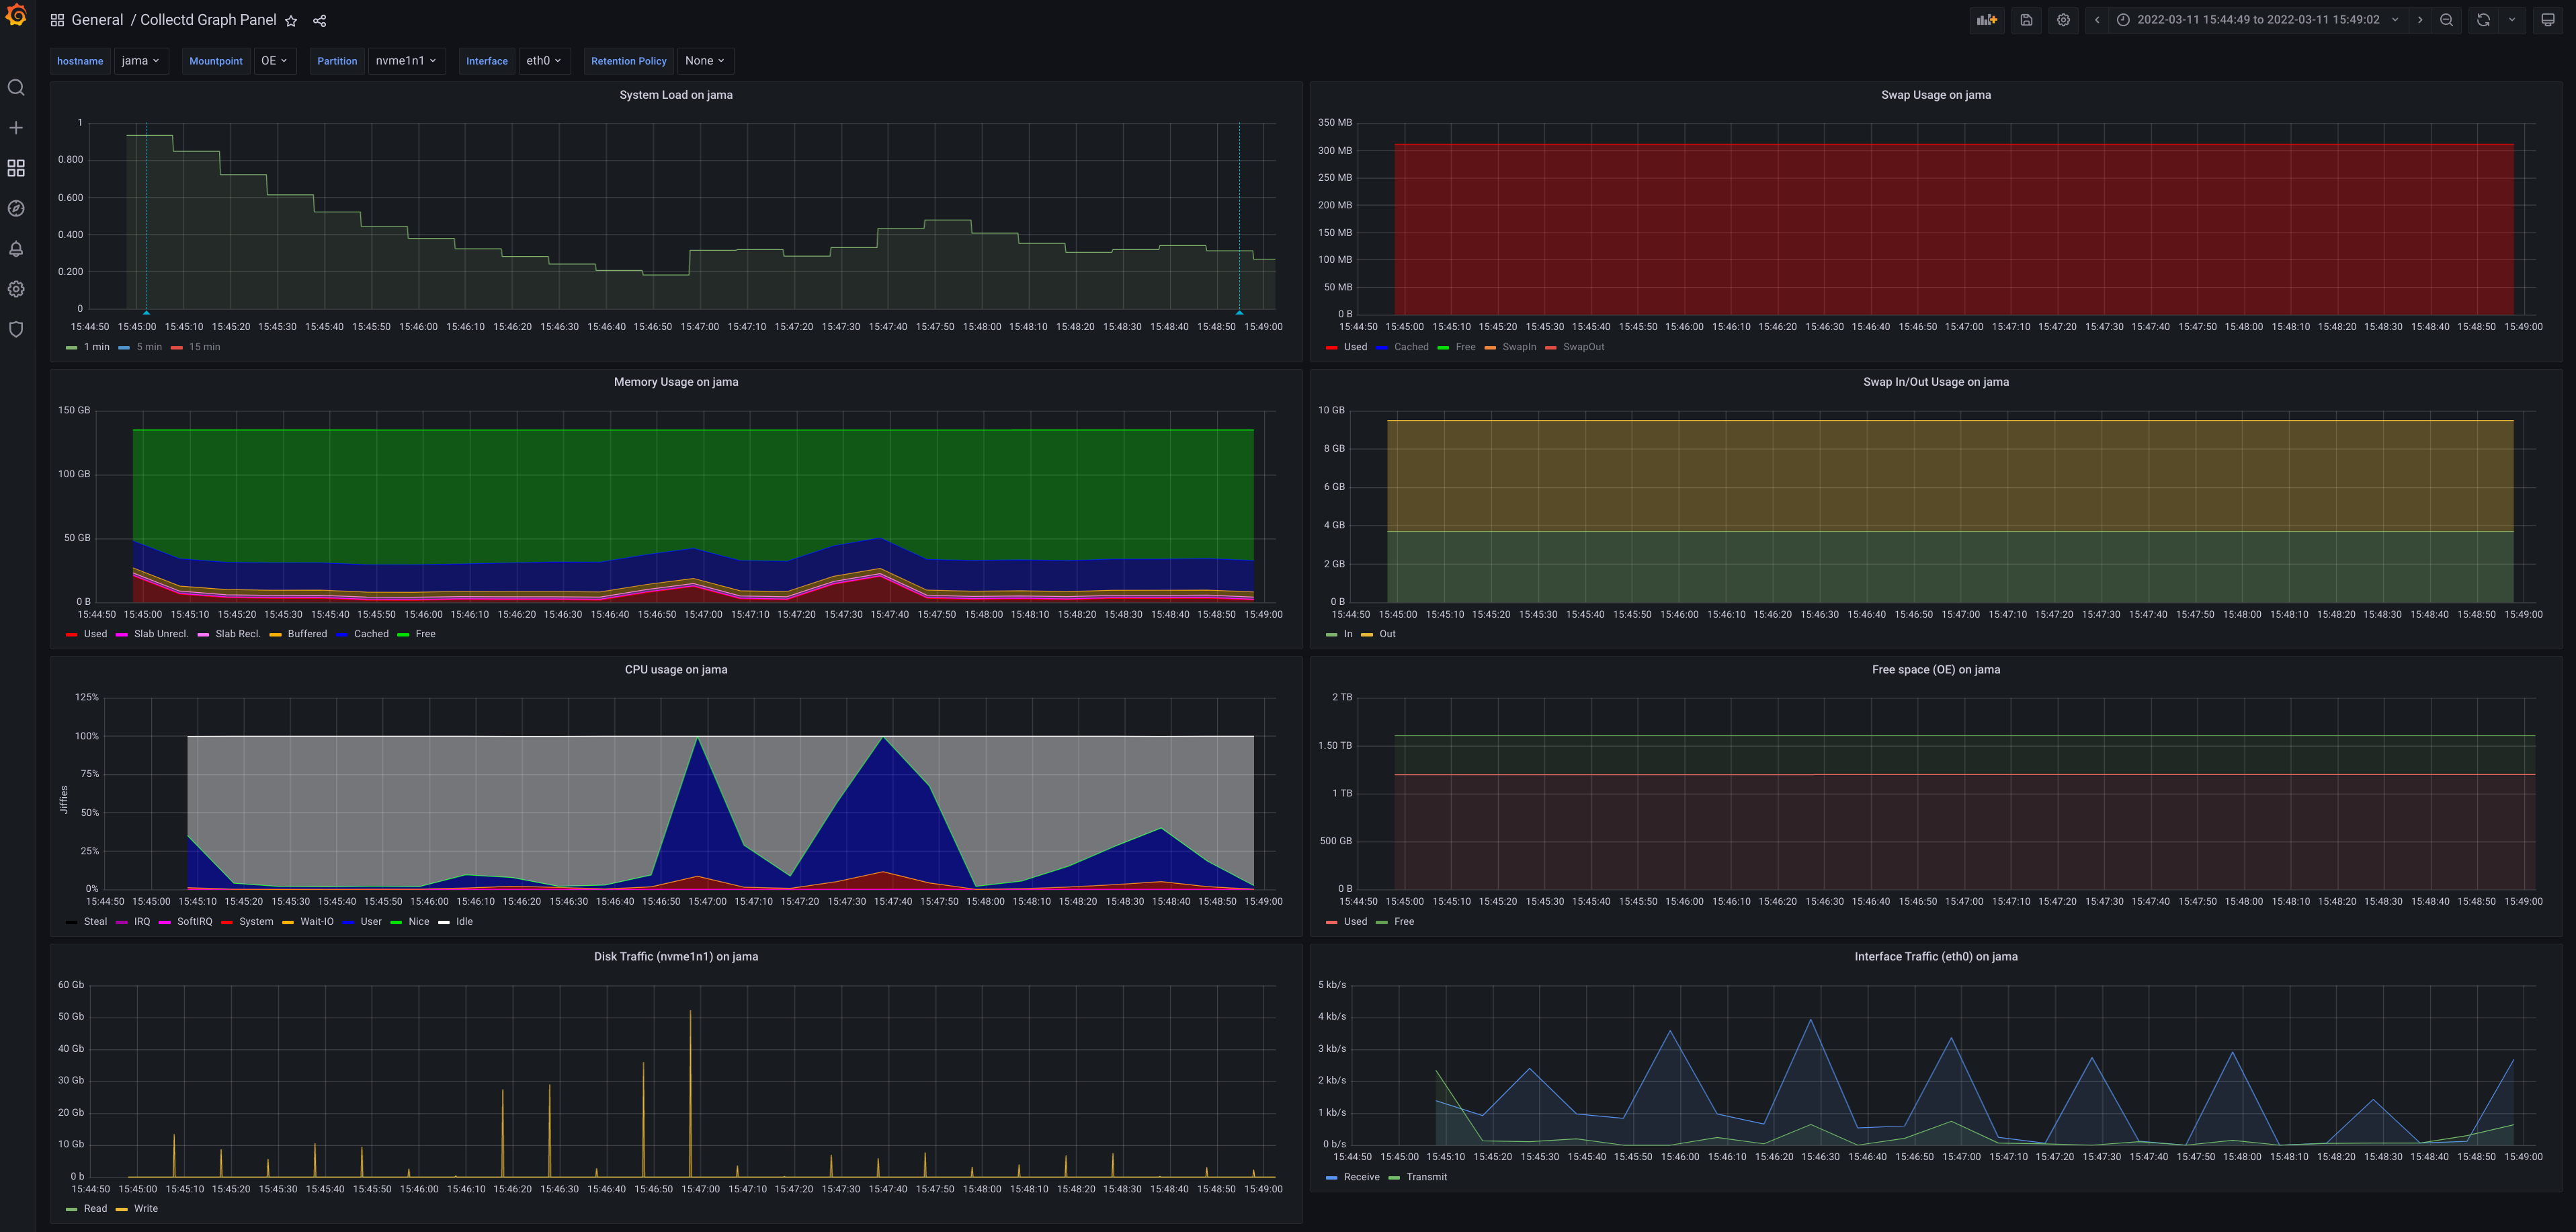 General / Collectd Graph Panel
2022-03-11 15:44:49 to 2022-03-11 15:49:02
hostname jama Mountpoint OE Partition nvme1n1 Interface eth0 Retention Policy None
System Load on jama
1
0.800
0.600
0.400
0.200
0
15:44:50 15:45:00 15:45:10 15:45:20 15:45:30 15:45:40 15:45:50 15:46:00 15:46:10 15:46:20 15:46:30 15:46:40 15:46:50 15:47:00 15:47:10 15:47:20 15:47:30 15:47:40 15:47:50 15:48:00 15:48:10 15:48:20 15:48:30 15:48:40 15:48:50 15:49:00
1 min 5 min 15 min
Swap Usage on jama
350 MB
300 MB
250 MB
200 MB
150 MB
100 MB
50 MB
0 B
15:44:50 15:45:00 15:45:10 15:45:20 15:45:30 15:45:40 15:45:50 15:46:00 15:46:10 15:46:20 15:46:30 15:46:40 15:46:50 15:47:00 15:47:10 15:47:20 15:47:30 15:47:40 15:47:50 15:48:00 15:48:10 15:48:20 15:48:30 15:48:40 15:48:50 15:49:00
Used Cached Free SwapIn SwapOut
Memory Usage on jama
150 GB
100 GB
50 GB
0 B
15:44:50 15:45:00 15:45:10 15:45:20 15:45:30 15:45:40 15:45:50 15:46:00 15:46:10 15:46:20 15:46:30 15:46:40 15:46:50 15:47:00 15:47:10 15:47:20 15:47:30 15:47:40 15:47:50 15:48:00 15:48:10 15:48:20 15:48:30 15:48:40 15:48:50 15:49:00
Used Slab Unrecl. Slab Recl. Buffered Cached Free
Swap In/Out Usage on jama
10 GB
8 GB
6 GB
4 GB
2 GB
0 B
15:44:50 15:45:00 15:45:10 15:45:20 15:45:30 15:45:40 15:45:50 15:46:00 15:46:10 15:46:20 15:46:30 15:46:40 15:46:50 15:47:00 15:47:10 15:47:20 15:47:30 15:47:40 15:47:50 15:48:00 15:48:10 15:48:20 15:48:30 15:48:40 15:48:50 15:49:00
In Out
CPU usage on jama
Jiffies
125%
100%
75%
50%
25%
0%
15:44:50 15:45:00 15:45:10 15:45:20 15:45:30 15:45:40 15:45:50 15:46:00 15:46:10 15:46:20 15:46:30 15:46:40 15:46:50 15:47:00 15:47:10 15:47:20 15:47:30 15:47:40 15:47:50 15:48:00 15:48:10 15:48:20 15:48:30 15:48:40 15:48:50 15:49:00
Steal IRQ SoftIRQ System Wait-IO User Nice Idle
Free space (OE) on jama
2 TB
1.50 TB
1 TB
500 GB
0 B
15:44:50 15:45:00 15:45:10 15:45:20 15:45:30 15:45:40 15:45:50 15:46:00 15:46:10 15:46:20 15:46:30 15:46:40 15:46:50 15:47:00 15:47:10 15:47:20 15:47:30 15:47:40 15:47:50 15:48:00 15:48:10 15:48:20 15:48:30 15:48:40 15:48:50 15:49:00
Used Free
Disk Traffic (nvme1n1) on jama
60 Gb
50 Gb
40 Gb
30 Gb
20 Gb
10 Gb
0 b
15:44:50 15:45:00 15:45:10 15:45:20 15:45:30 15:45:40 15:45:50 15:46:00 15:46:10 15:46:20 15:46:30 15:46:40 15:46:50 15:47:00 15:47:10 15:47:20 15:47:30 15:47:40 15:47:50 15:48:00 15:48:10 15:48:20 15:48:30 15:48:40 15:48:50 15:49:00
Read Write
Interface Traffic (eth0) on jama
5 kb/s
4 kb/s
3 kb/s
2 kb/s
1 kb/s
0 b/s
15:44:50 15:45:00 15:45:10 15:45:20 15:45:30 15:45:40 15:45:50 15:46:00 15:46:10 15:46:20 15:46:30 15:46:40 15:46:50 15:47:00 15:47:10 15:47:20 15:47:30 15:47:40 15:47:50 15:48:00 15:48:10 15:48:20 15:48:30 15:48:40 15:48:50 15:49:00
Receive Transmit